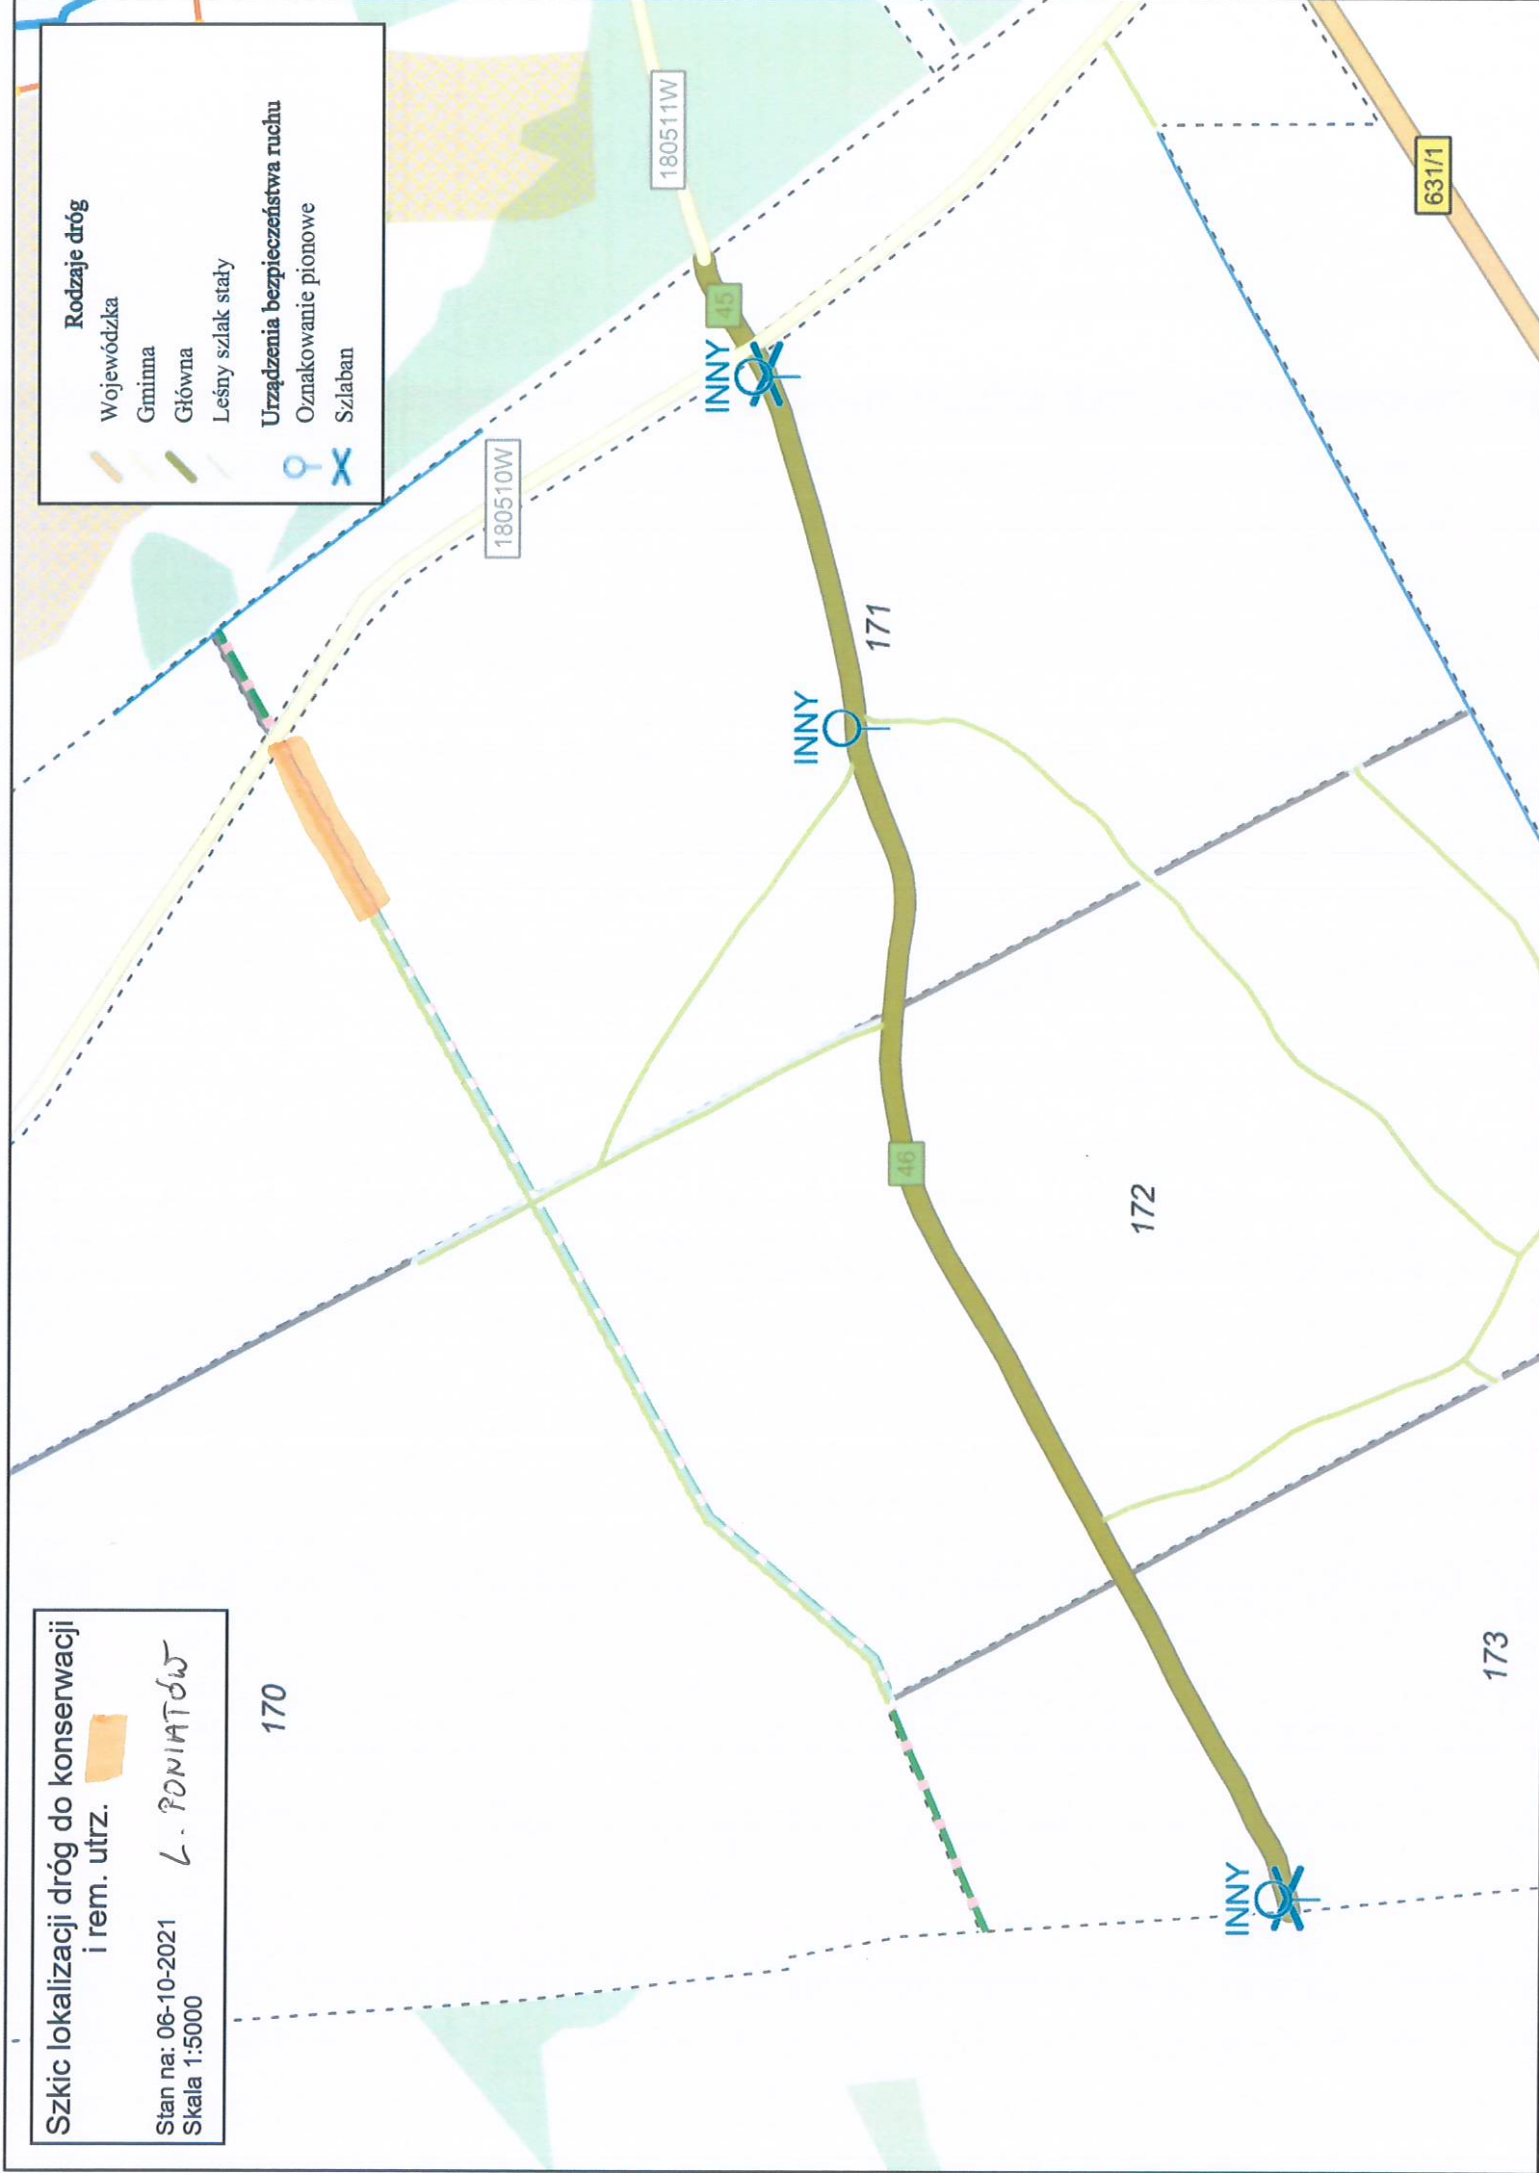 Szkic lokalizacji dróg do konserwacji
i rem. utrz.
Stan na: 06-10-2021
Skala 1:5000
L. PONIATÓW
Rodzaje dróg
Wojewódzka
Gminna
Główna
Leśny szlak stały
Urządzenia bezpieczeństwa ruchu
Oznakowanie pionowe
Szlaban
170
180510W
180511W
45
INNY
INNY
171
46
172
INNY
173
631/1